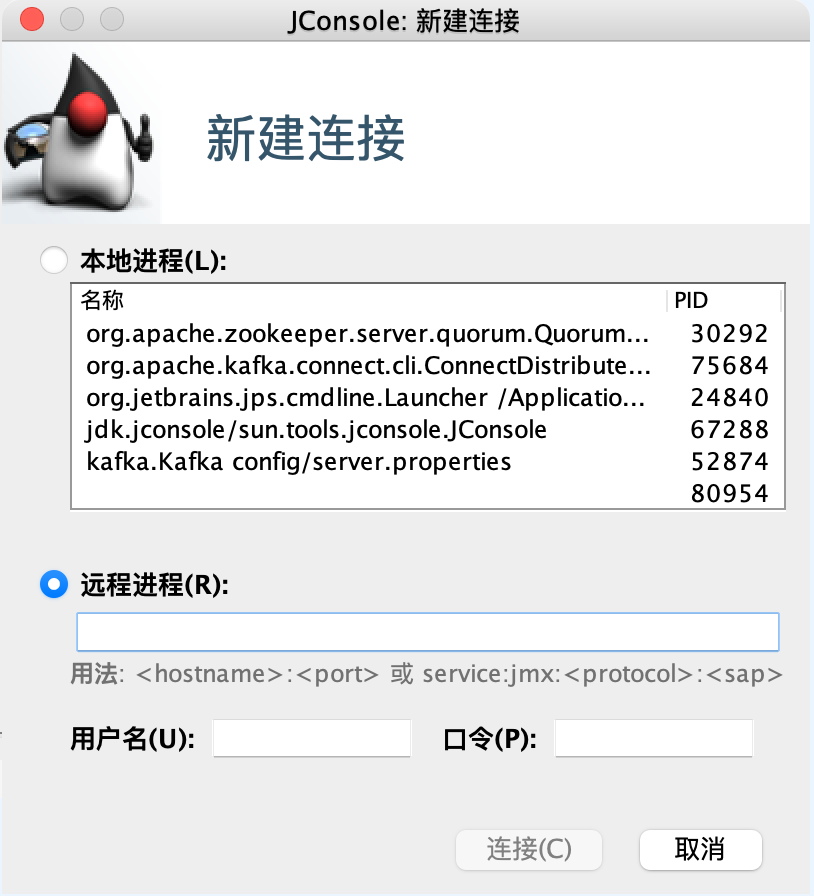 JConsole: 新建连接
新建连接
本地进程(L):
名称 PID
org.apache.zookeeper.server.quorum.Quorum... 30292
org.apache.kafka.connect.cli.ConnectDistribute... 75684
org.jetbrains.jps.cmdline.Launcher /Applicatio... 24840
jdk.jconsole/sun.tools.jconsole.JConsole 67288
kafka.Kafka config/server.properties 52874
80954
远程进程(R):
用法: <hostname>:<port> 或 service:jmx:<protocol>:<sap>
用户名(U): 口令(P):
连接(C) 取消